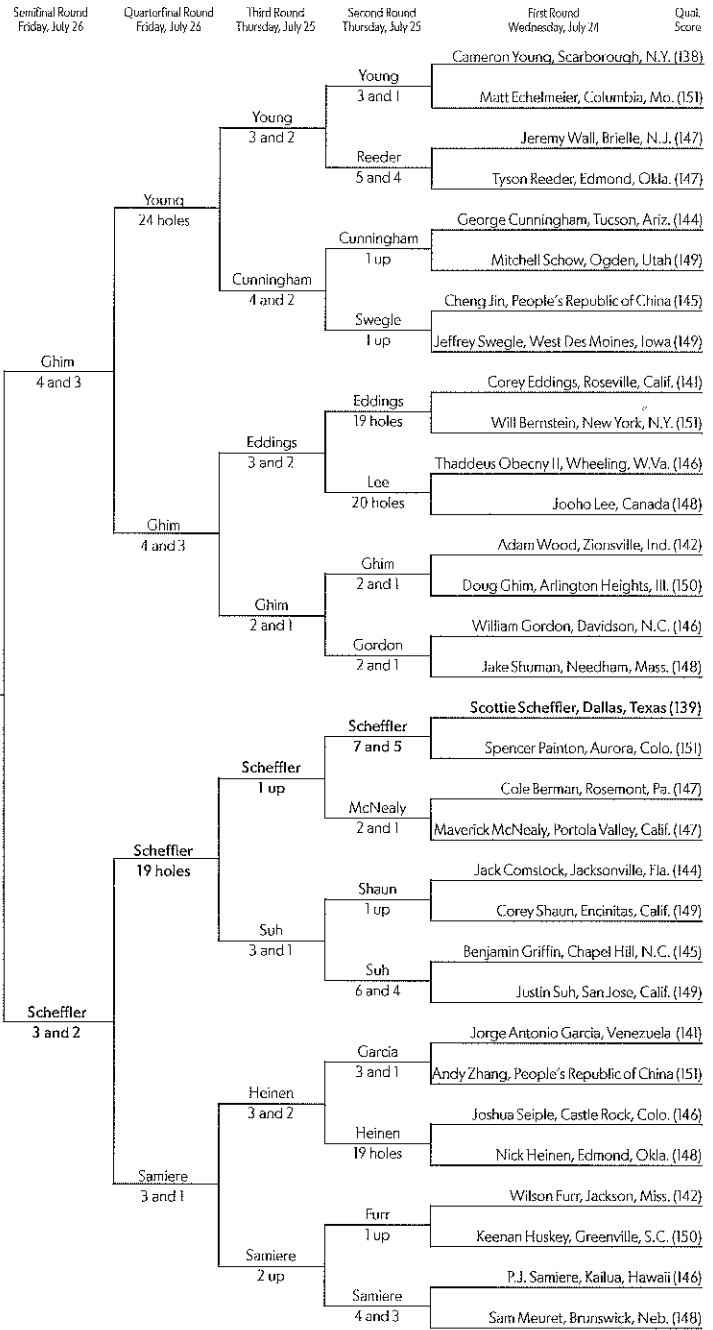 Semifinal Round
Friday, July 26
Quarterfinal Round
Friday, July 26
Third Round
Thursday, July 25
Second Round
Thursday, July 25
First Round
Wednesday, July 24
Qual.
Score
Cameron Young, Scarborough, N.Y. (138)
Young
3 and 1
Matt Echelmeier, Columbia, Mo. (151)
Young
3 and 2
Jeremy Wall, Brielle, N.J. (147)
Reeder
5 and 4
Tyson Reeder, Edmond, Okla. (147)
Young
24 holes
George Cunningham, Tucson, Ariz. (144)
Cunningham
1 up
Mitchell Schow, Ogden, Utah (149)
Cunningham
4 and 2
Cheng Jin, People's Republic of China (145)
Swegle
1 up
Jeffrey Swegle, West Des Moines, Iowa (149)
Ghim
4 and 3
Corey Eddings, Roseville, Calif. (141)
Eddings
19 holes
Will Bernstein, New York, N.Y. (151)
Eddings
3 and 2
Thaddeus Obecny II, Wheeling, W.Va. (146)
Lee
20 holes
Jooho Lee, Canada (148)
Ghim
4 and 3
Adam Wood, Zionsville, Ind. (142)
Ghim
2 and 1
Doug Ghim, Arlington Heights, Ill. (150)
Ghim
2 and 1
William Gordon, Davidson, N.C. (146)
Gordon
2 and 1
Jake Shuman, Needham, Mass. (148)
Scottie Scheffler, Dallas, Texas (139)
Scheffler
7 and 5
Spencer Painton, Aurora, Colo. (151)
Scheffler
1 up
Cole Berman, Rosemont, Pa. (147)
McNealy
2 and 1
Maverick McNealy, Portola Valley, Calif. (147)
Scheffler
19 holes
Jack Comstock, Jacksonville, Fla. (144)
Shaun
1 up
Corey Shaun, Encinitas, Calif. (149)
Suh
3 and 1
Benjamin Griffin, Chapel Hill, N.C. (145)
Suh
6 and 4
Justin Suh, San Jose, Calif. (149)
Scheffler
3 and 2
Jorge Antonio Garcia, Venezuela (141)
Garcia
3 and 1
Andy Zhang, People's Republic of China (151)
Heinen
3 and 2
Joshua Seiple, Castle Rock, Colo. (146)
Heinen
19 holes
Nick Heinen, Edmond, Okla. (148)
Samiere
3 and 1
Wilson Furr, Jackson, Miss. (142)
Furr
1 up
Keenan Huskey, Greenville, S.C. (150)
Samiere
2 up
P.J. Samiere, Kailua, Hawaii (146)
Samiere
4 and 3
Sam Meuret, Brunswick, Neb. (148)